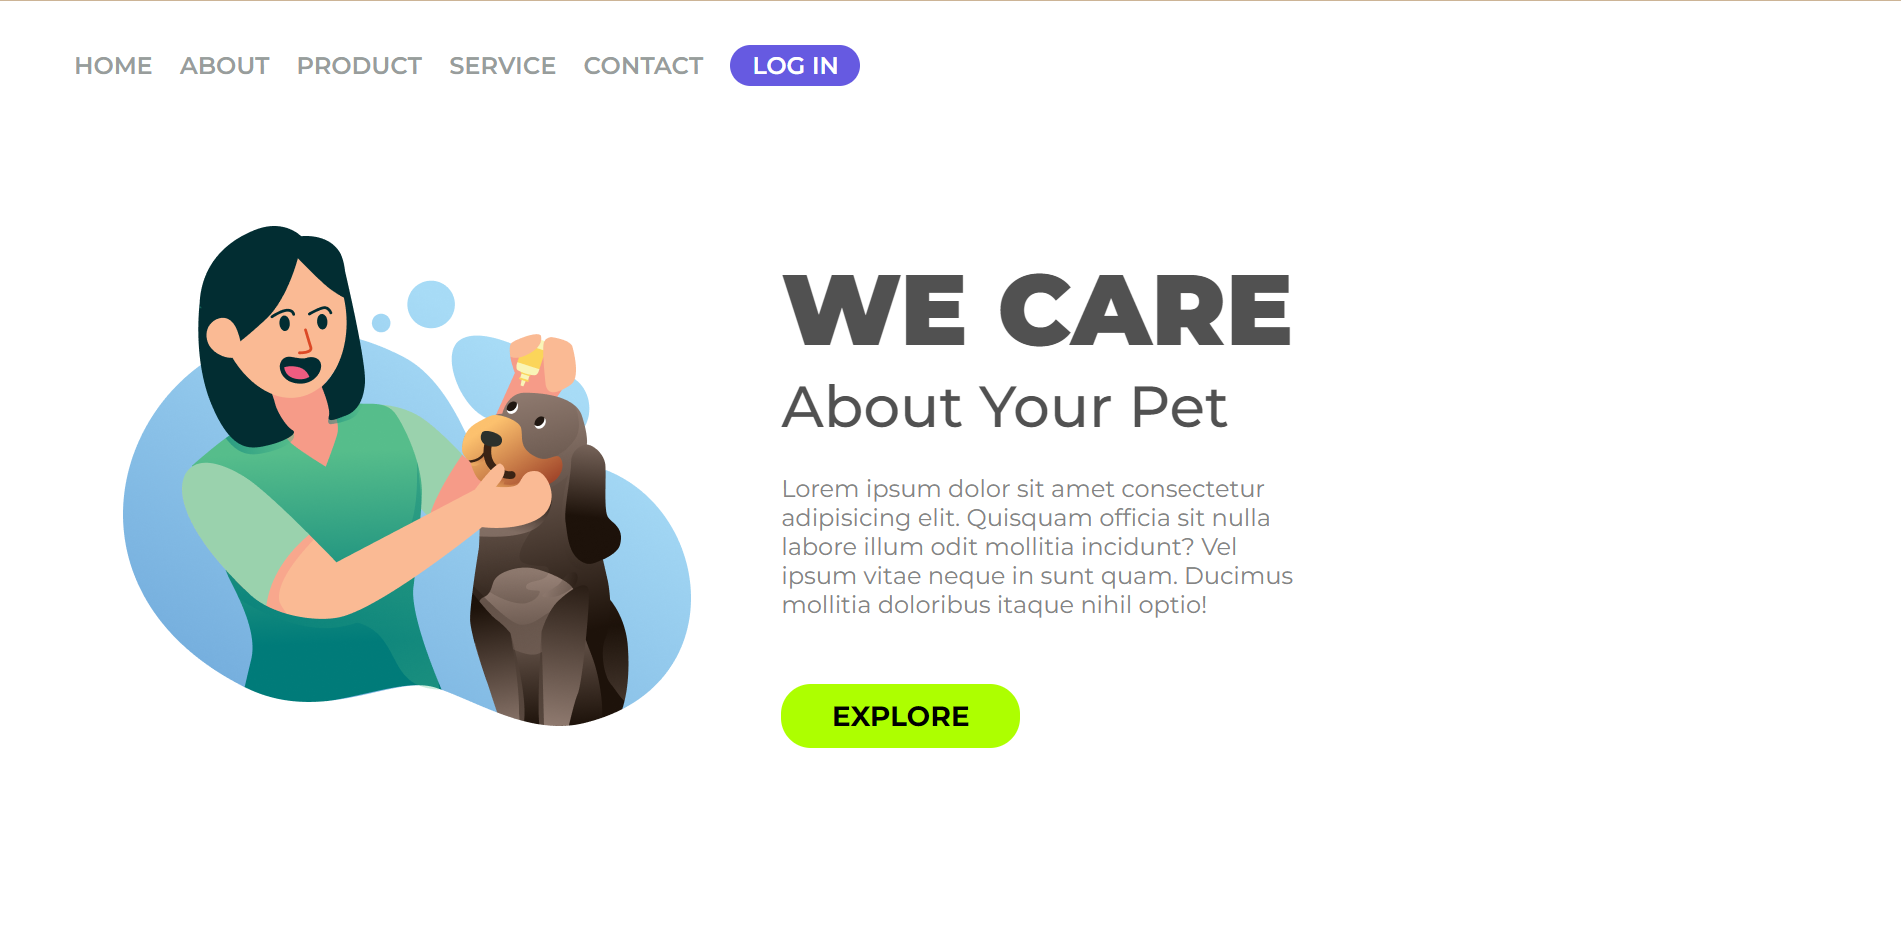 HOME ABOUT PRODUCT SERVICE CONTACT LOG IN
WE CARE
About Your Pet
Lorem ipsum dolor sit amet consectetur
adipisicing elit. Quisquam officia sit nulla
labore illum odit mollitia incidunt? Vel
ipsum vitae neque in sunt quam. Ducimus
mollitia doloribus itaque nihil optio!
EXPLORE